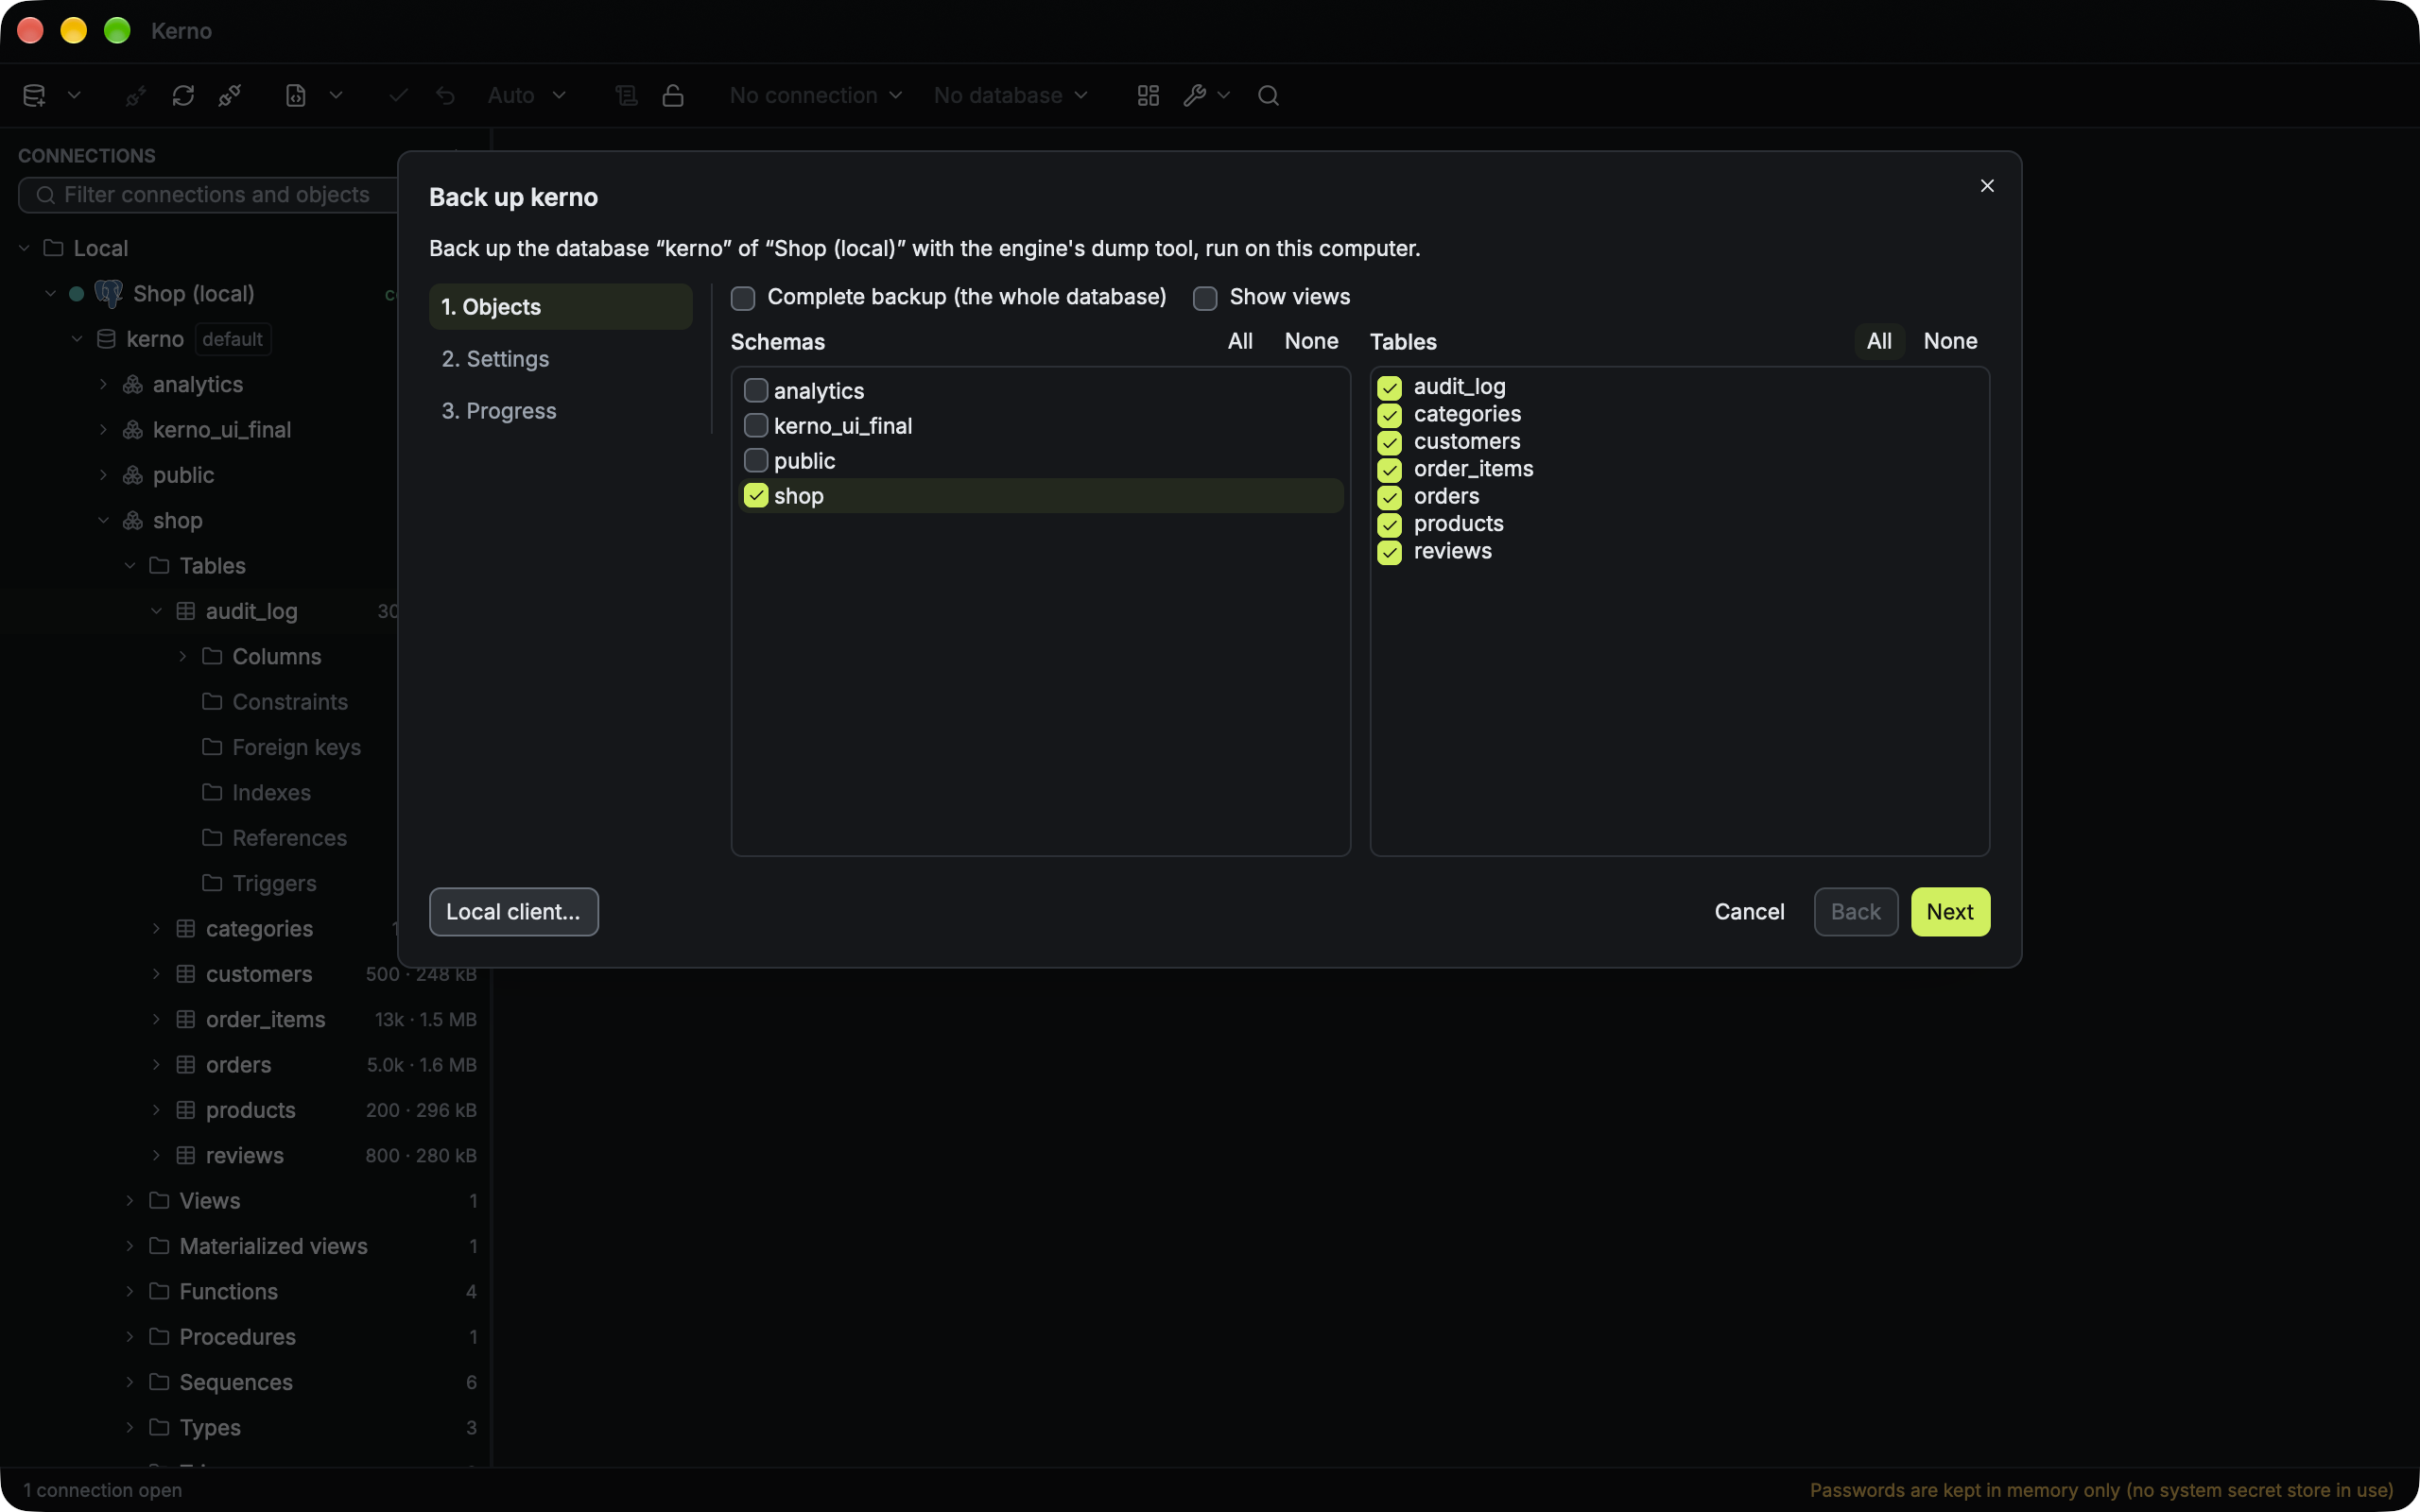 Kerno
Auto
No connection
No database
CONNECTIONS
Filter connections and objects
Local
Shop (local)
kerno default
analytics
kerno_ui_final
public
shop
Tables
audit_log
Columns
Constraints
Foreign keys
Indexes
References
Triggers
categories
customers 500 · 248 kB
order_items 13k · 1.5 MB
orders 5.0k · 1.6 MB
products 200 · 296 kB
reviews 800 · 280 kB
Views 1
Materialized views 1
Functions 4
Procedures 1
Sequences 6
Types 3
Back up kerno
Back up the database “kerno” of “Shop (local)” with the engine's dump tool, run on this computer.
1. Objects
2. Settings
3. Progress
Complete backup (the whole database) Show views
Schemas All None
analytics
kerno_ui_final
public
shop
Tables All None
audit_log
categories
customers
order_items
orders
products
reviews
Local client...
Cancel Back Next
1 connection open
Passwords are kept in memory only (no system secret store in use)